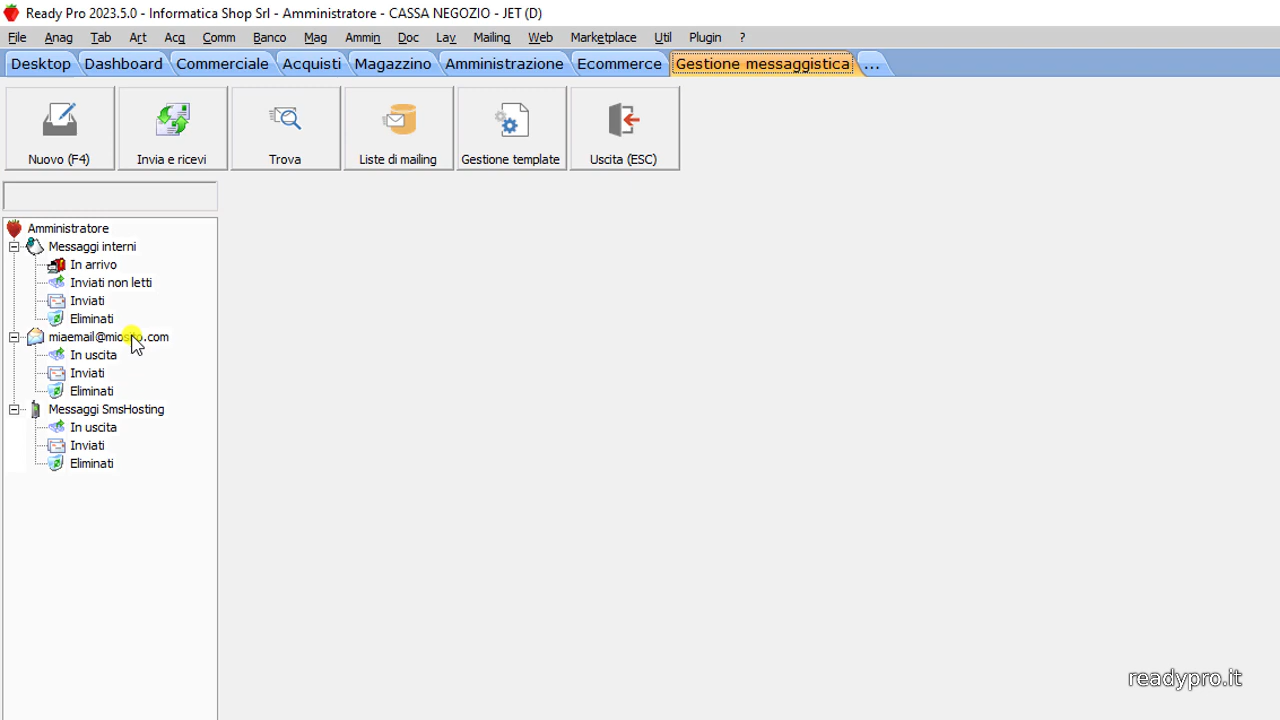 Ready Pro 2023.5.0 - Informatica Shop Srl - Amministratore - CASSA NEGOZIO - JET (D)
File Anag Tab Art Acq Comm Banco Mag Ammin Doc Lav Mailing Web Marketplace Util Plugin ?
Desktop Dashboard Commerciale Acquisti Magazzino Amministrazione Ecommerce Gestione messaggistica ...
Nuovo (F4) Invia e ricevi Trova Liste di mailing Gestione template Uscita (ESC)
Amministratore
Messaggi interni
In arrivo
Inviati non letti
Inviati
Eliminati
In uscita
Inviati
Eliminati
Messaggi SmsHosting
In uscita
Inviati
Eliminati
readypro.it